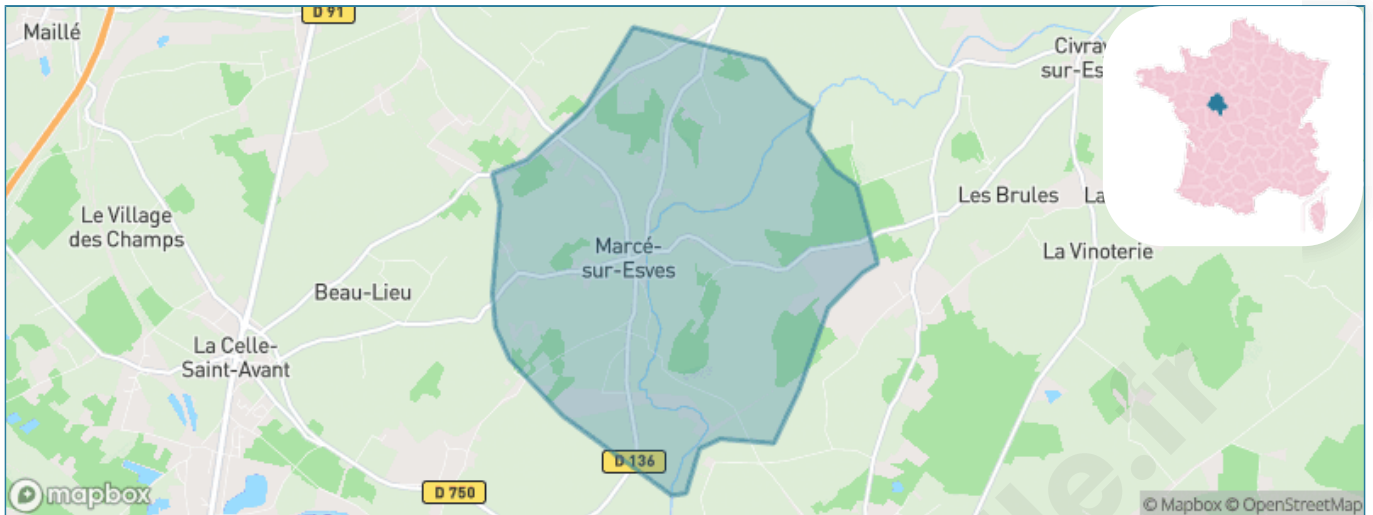 D 91
Maillé
Civray
sur-Es
Les Brules
La
Le Village
des Champs
Marcé-
sur-Esves
La Vinoterie
Beau-Lieu
La Celle-
Saint-Avant
D 136
D 750
mapbox
© Mapbox © OpenStreetMap